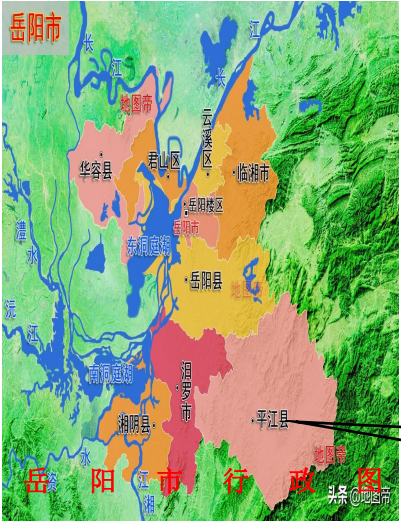 岳阳市
长
江
江
长
地图帝
云溪区
华容县
君山区
临湘市
岳阳楼区
岳阳市
澧
水
东洞庭湖
岳阳县
地图帝
沅
江
南洞庭湖
汨罗市
湘阴县
平江县
地图帝
资
水
江
湘
岳阳市行政图
头条 @地图帝